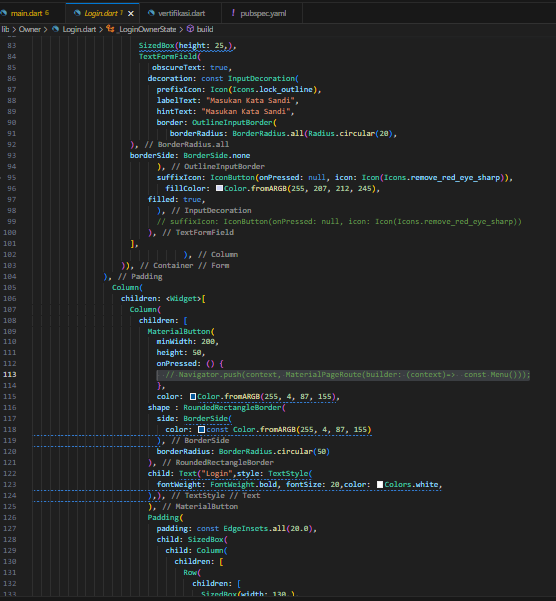 main.dart 6
Login.dart 7
vertifikasi.dart
pubspec.yaml
lib > Owner > Login.dart > _LoginOwnerState > build
83 SizedBox(height: 25,),
84 TextFormField(
85 obscureText: true,
86 decoration: const InputDecoration(
87 prefixIcon: Icon(Icons.lock_outline),
88 labelText: "Masukan Kata Sandi",
89 hintText: "Masukan Kata Sandi",
90 border: OutlineInputBorder(
91 borderRadius: BorderRadius.all(Radius.circular(20),
92 ), // BorderRadius.all
93 borderSide: BorderSide.none
94 ), // OutlineInputBorder
95 suffixIcon: IconButton(onPressed: null, icon: Icon(Icons.remove_red_eye_sharp)),
96 fillColor: Color.fromARGB(255, 207, 212, 245),
97 filled: true,
98 ), // InputDecoration
99 // suffixIcon: IconButton(onPressed: null, icon: Icon(Icons.remove_red_eye_sharp))
100 ), // TextFormField
101 ],
102 ), // Column
103 )), // Container // Form
104 ), // Padding
105 Column(
106 children: <Widget>[
107 Column(
108 children: [
109 MaterialButton(
110 minWidth: 200,
111 height: 50,
112 onPressed: () {
113 // Navigator.push(context, MaterialPageRoute(builder: (context)=> const Menu()));
114 },
115 color: Color.fromARGB(255, 4, 87, 155),
116 shape : RoundedRectangleBorder(
117 side: BorderSide(
118 color: const Color.fromARGB(255, 4, 87, 155)
119 ), // BorderSide
120 borderRadius: BorderRadius.circular(50)
121 ), // RoundedRectangleBorder
122 child: Text("Login",style: TextStyle(
123 fontWeight: FontWeight.bold, fontSize: 20,color: Colors.white,
124 ),), // TextStyle // Text
125 ), // MaterialButton
126 Padding(
127 padding: const EdgeInsets.all(20.0),
128 child: SizedBox(
129 child: Column(
130 children: [
131 Row(
132 children: [
133 SizedBox(width: 130,),